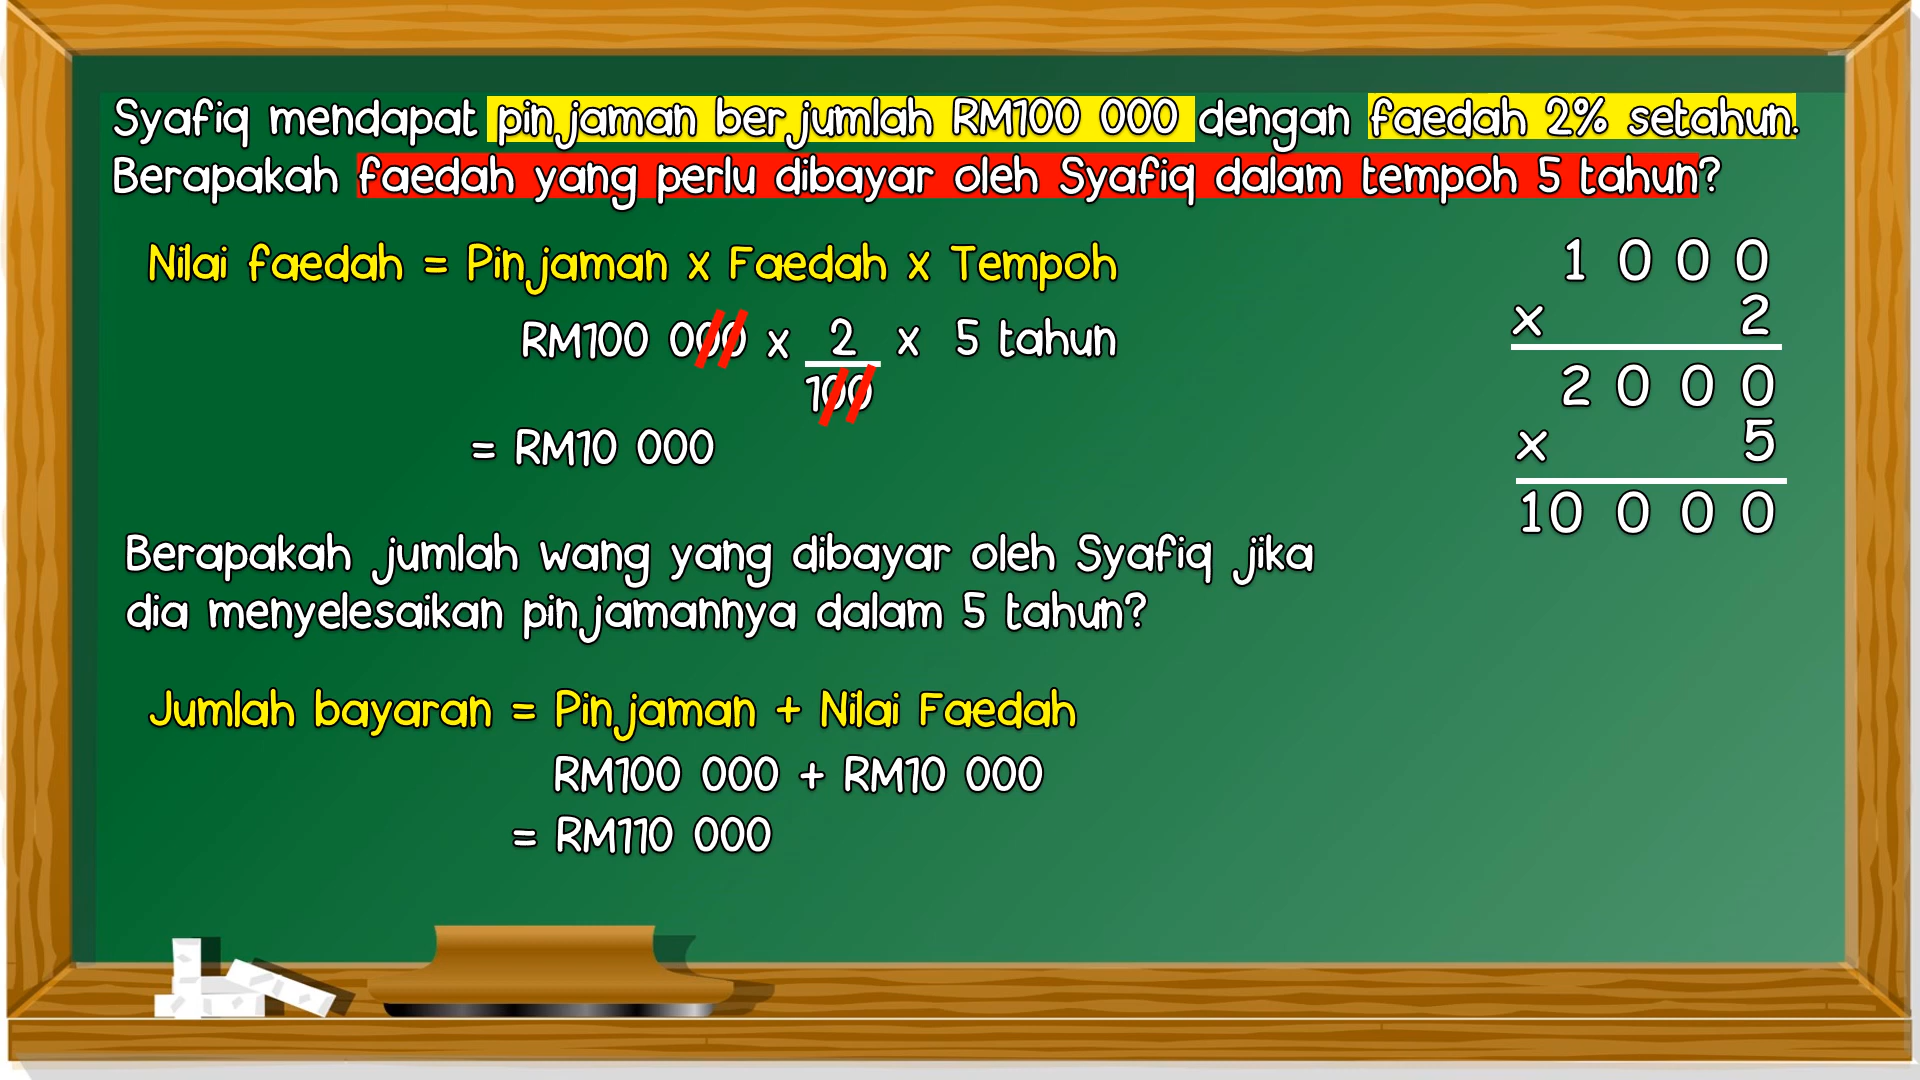 Syafiq mendapat pinjaman berjumlah RM100 000 dengan faedah 2% setahun.
Berapakah faedah yang perlu dibayar oleh Syafiq dalam tempoh 5 tahun?
Nilai faedah = Pinjaman x Faedah x Tempoh
RM100 000 x 2 x 5 tahun
100
= RM10 000
1 0 0 0
x 2
2 0 0 0
x 5
10 0 0 0
Berapakah jumlah wang yang dibayar oleh Syafiq jika
dia menyelesaikan pinjamannya dalam 5 tahun?
Jumlah bayaran = Pinjaman + Nilai Faedah
RM100 000 + RM10 000
= RM110 000